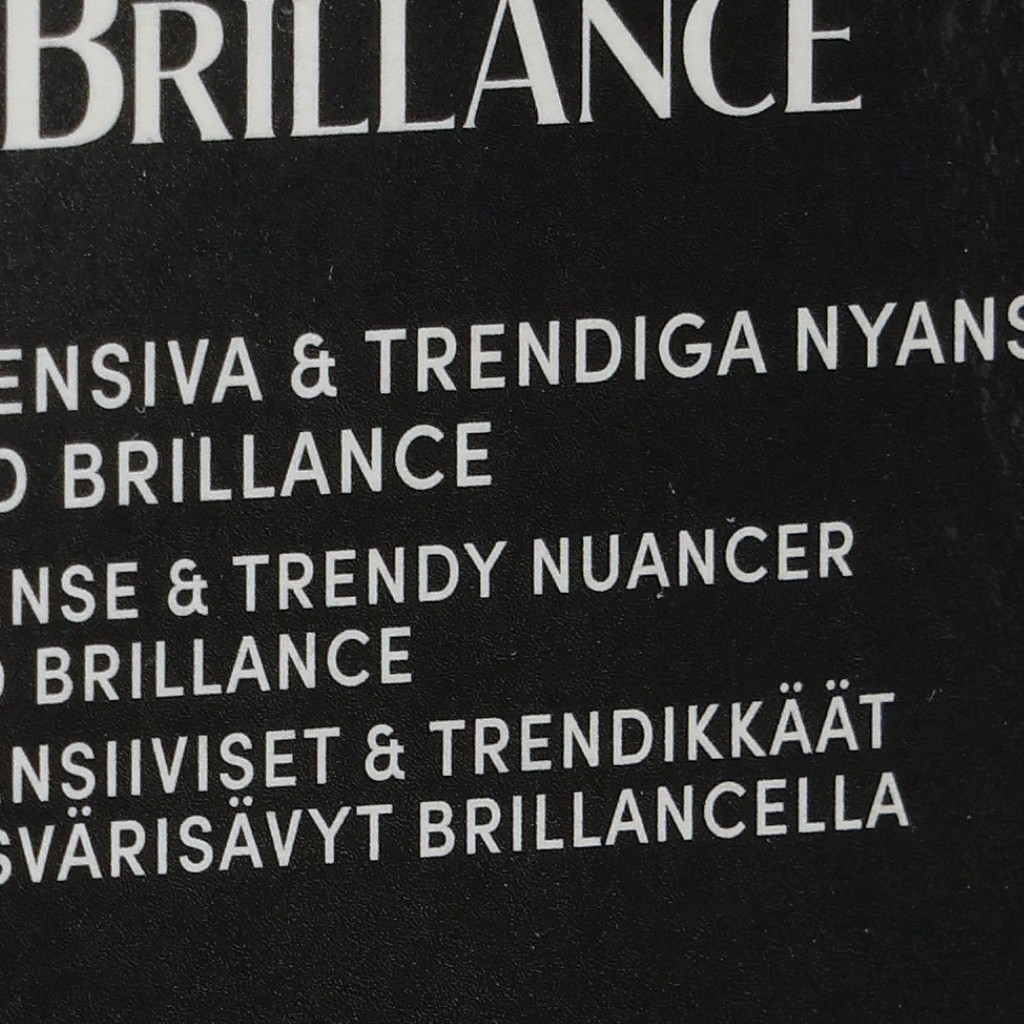 BRILLANCE
ENSIVA & TRENDIGA NYANS
BRILLANCE
NSE & TRENDY NUANCER
BRILLANCE
NSIIVISET & TRENDIKKÄÄT
SVÄRISÄVYT BRILLANCELLA